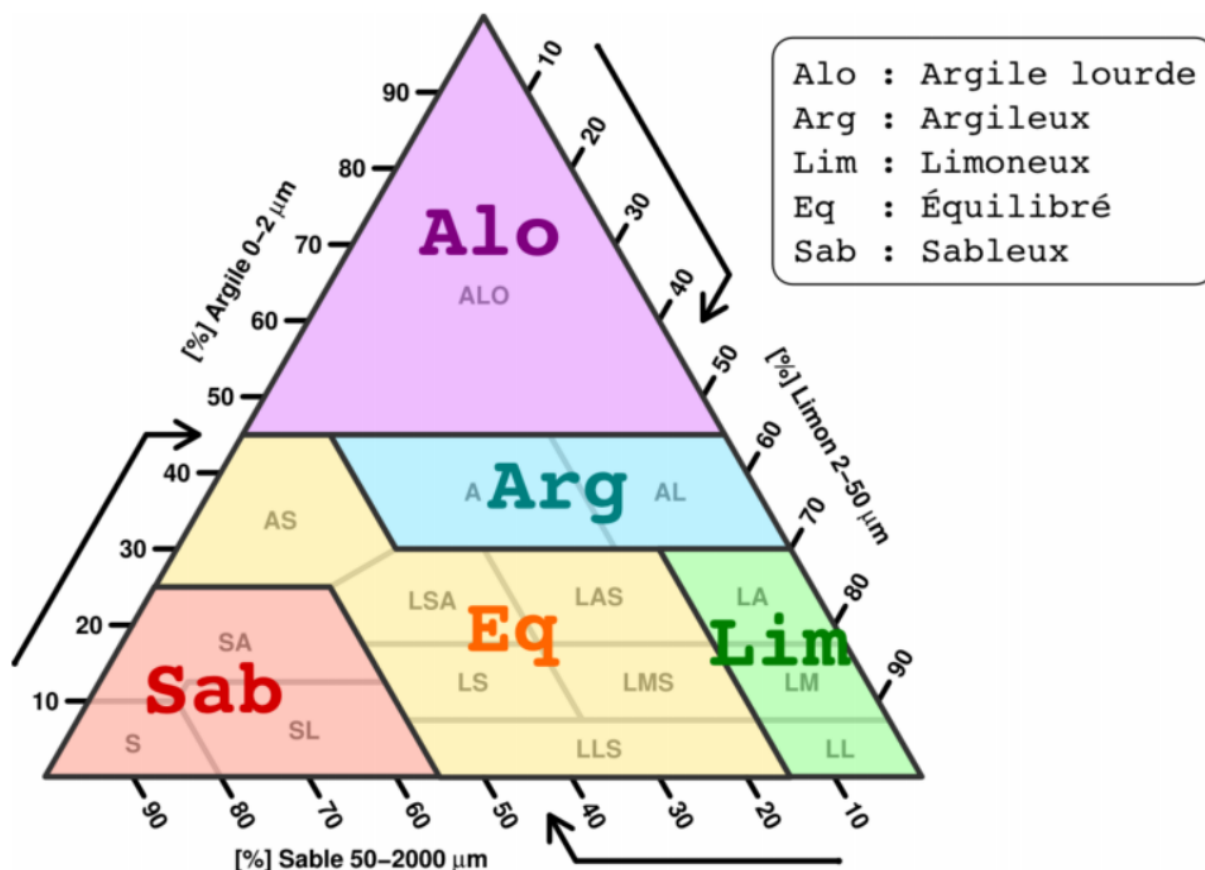 Alo : Argile lourde
Arg : Argileux
Lim : Limoneux
Eq : Équilibré
Sab : Sableux
[%] Argile 0–2 μm
90
80
70
60
50
40
30
20
10
[%] Limon 2–50 μm
10
20
30
40
50
60
70
80
90
Alo
ALO
A
Arg
AL
AS
LSA
LAS
LA
Eq
Lim
SA
Sab
LS
LMS
LM
S
SL
LLS
LL
90
80
70
60
50
40
30
20
10
[%] Sable 50–2000 μm